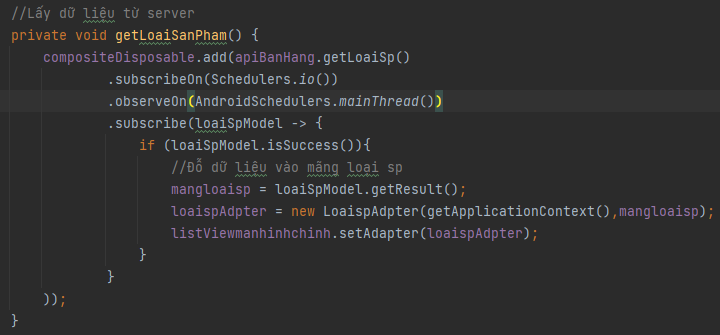 //Lấy dữ liệu từ server
private void getLoaiSanPham() {
    compositeDisposable.add(apiBanHang.getLoaiSp()
            .subscribeOn(Schedulers.io())
            .observeOn(AndroidSchedulers.mainThread())
            .subscribe(loaiSpModel -> {
                if (loaiSpModel.isSuccess()){
                    //Đổ dữ liệu vào mãng loại sp
                    mangloaisp = loaiSpModel.getResult();
                    loaispAdpter = new LoaispAdpter(getApplicationContext(),mangloaisp);
                    listViewmanhinhchinh.setAdapter(loaispAdpter);
                }
            }
    ));
}